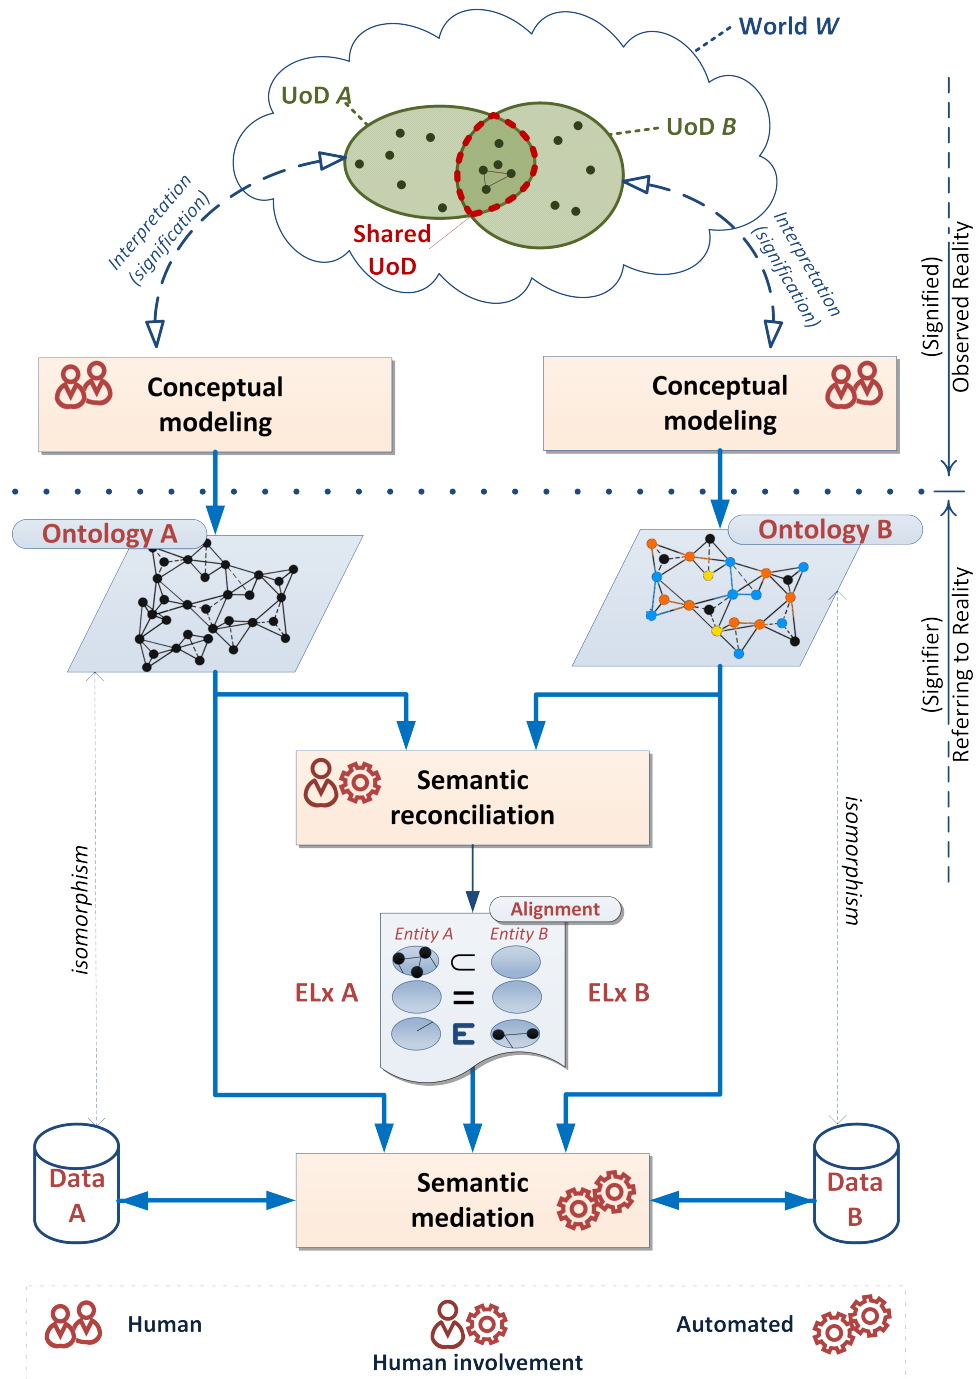 World W
UoD A
UoD B
Shared
UoD
Interpretation
(signification)
Interpretation
(signification)
(Signified)
Observed Reality
Conceptual
modeling
Conceptual
modeling
Ontology A
Ontology B
(Signifier)
Referring to Reality
Semantic
reconciliation
isomorphism
isomorphism
Alignment
Entity A
Entity B
⊂
=
E
ELx A
ELx B
Data
A
Semantic
mediation
Data
B
Human
Human involvement
Automated